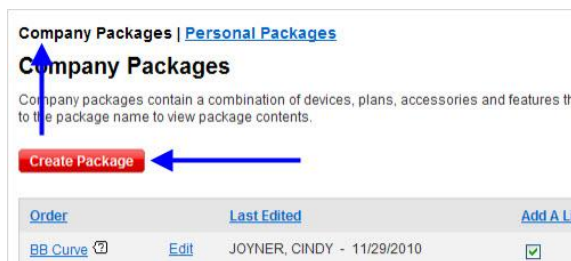 Company Packages | Personal Packages
Company Packages
Company packages contain a combination of devices, plans, accessories and features
to the package name to view package contents.
Create Package
Order Last Edited Add A
BB Curve Edit JOYNER, CINDY - 11/29/2010